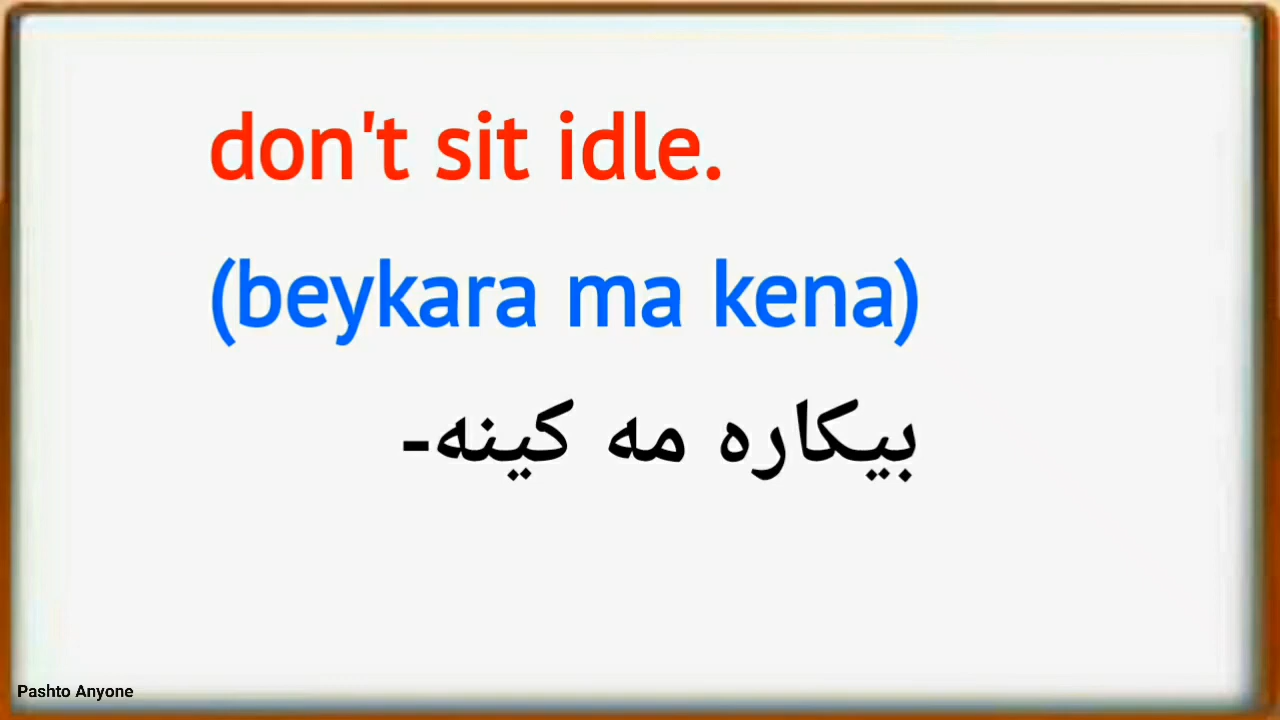 don't sit idle.
(beykara ma kena)
بیکاره مه کینه-
Pashto Anyone